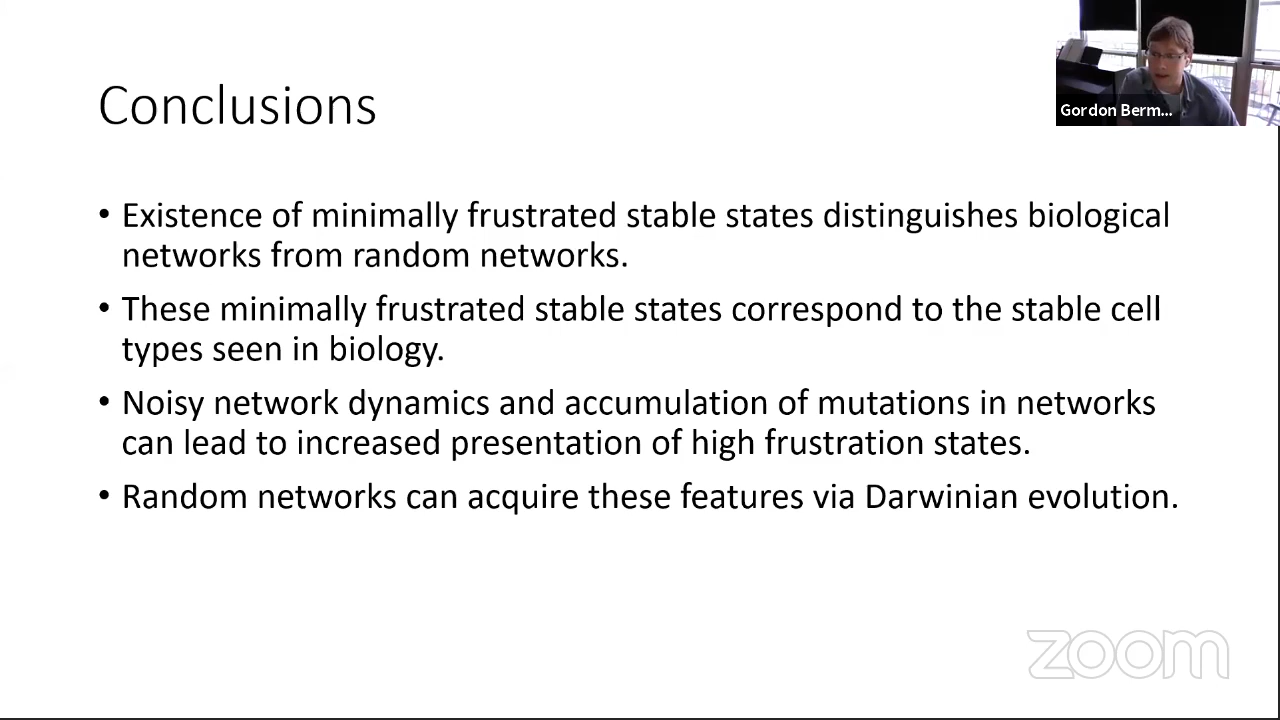 Conclusions
Gordon Berm...
• Existence of minimally frustrated stable states distinguishes biological
networks from random networks.
• These minimally frustrated stable states correspond to the stable cell
types seen in biology.
• Noisy network dynamics and accumulation of mutations in networks
can lead to increased presentation of high frustration states.
• Random networks can acquire these features via Darwinian evolution.
zoom